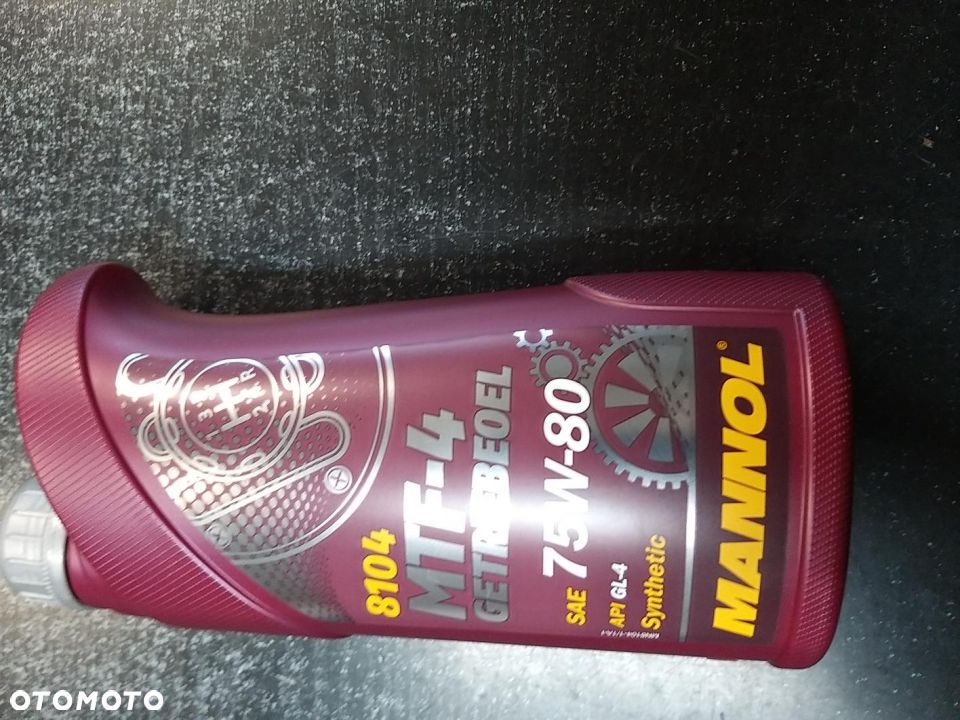 8104
MTF-4
GETRIEBEOEL
SAE 75W-80
API GL-4
Synthetic
MANNOL®
OTOMOTO